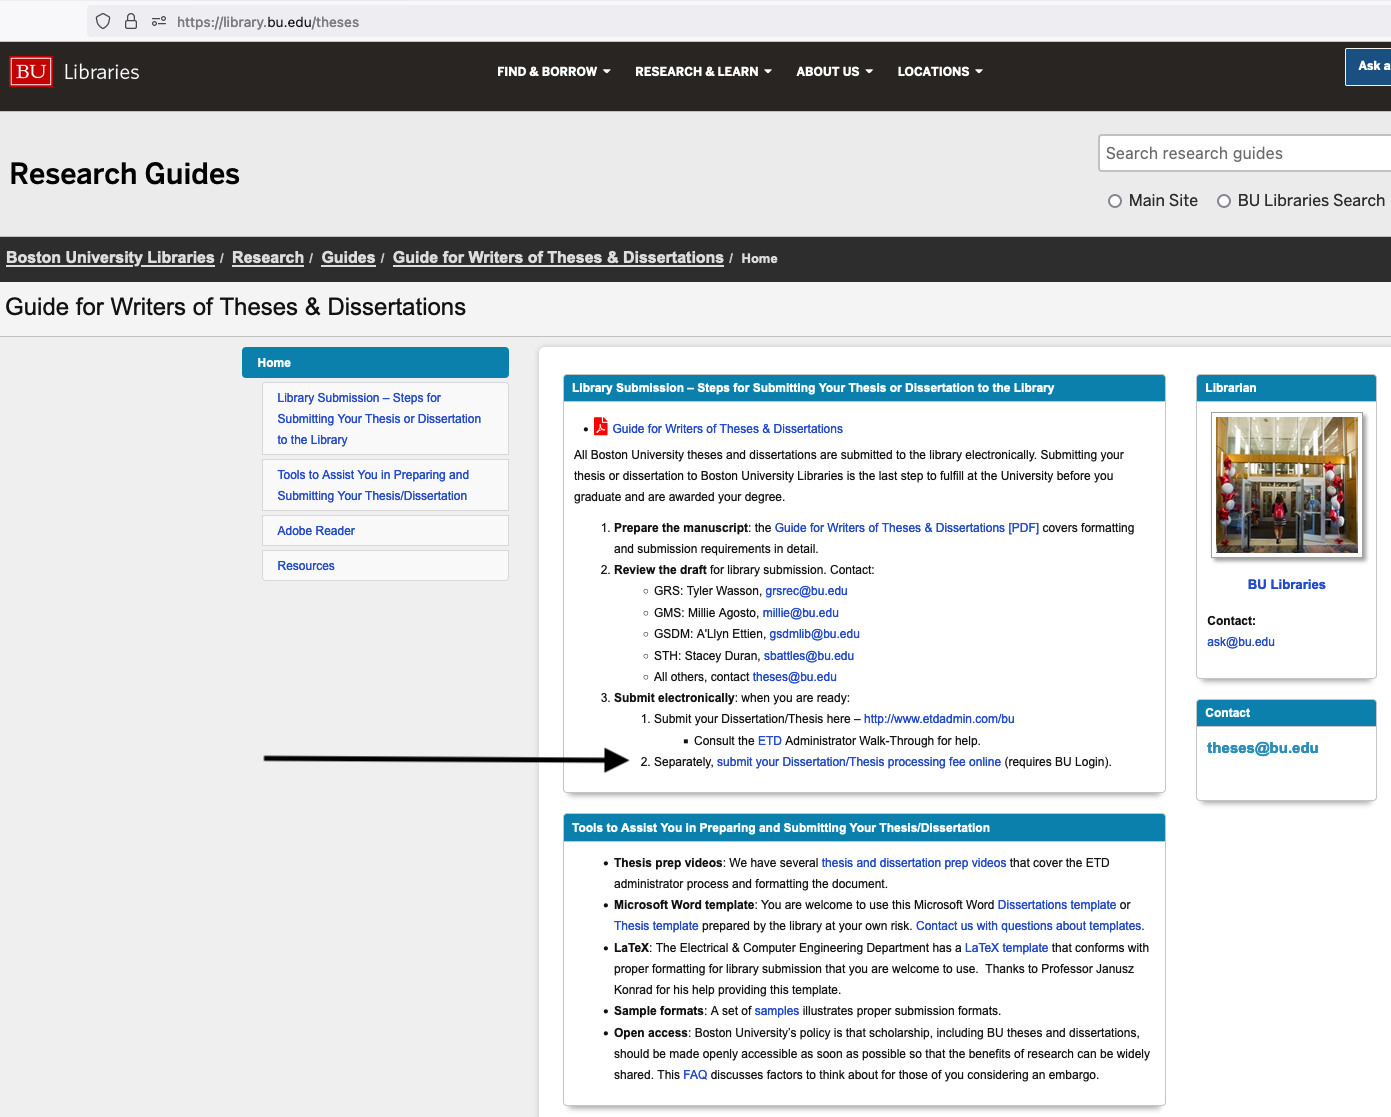 https://library.bu.edu/theses
BU Libraries
FIND & BORROW
RESEARCH & LEARN
ABOUT US
LOCATIONS
Ask a
Research Guides
Search research guides
Main Site
BU Libraries Search
Boston University Libraries / Research / Guides / Guide for Writers of Theses & Dissertations / Home
Guide for Writers of Theses & Dissertations
Home
Library Submission – Steps for
Submitting Your Thesis or Dissertation
to the Library
Tools to Assist You in Preparing and
Submitting Your Thesis/Dissertation
Adobe Reader
Resources
Library Submission – Steps for Submitting Your Thesis or Dissertation to the Library
• Guide for Writers of Theses & Dissertations
All Boston University theses and dissertations are submitted to the library electronically. Submitting your
thesis or dissertation to Boston University Libraries is the last step to fulfill at the University before you
graduate and are awarded your degree.
1. Prepare the manuscript: the Guide for Writers of Theses & Dissertations [PDF] covers formatting
and submission requirements in detail.
2. Review the draft for library submission. Contact:
◦ GRS: Tyler Wasson, grsrec@bu.edu
◦ GMS: Millie Agosto, millie@bu.edu
◦ GSDM: A'Llyn Ettien, gsdmlib@bu.edu
◦ STH: Stacey Duran, sbattles@bu.edu
◦ All others, contact theses@bu.edu
3. Submit electronically: when you are ready:
1. Submit your Dissertation/Thesis here – http://www.etdadmin.com/bu
▪ Consult the ETD Administrator Walk-Through for help.
2. Separately, submit your Dissertation/Thesis processing fee online (requires BU Login).
Tools to Assist You in Preparing and Submitting Your Thesis/Dissertation
• Thesis prep videos: We have several thesis and dissertation prep videos that cover the ETD
administrator process and formatting the document.
• Microsoft Word template: You are welcome to use this Microsoft Word Dissertations template or
Thesis template prepared by the library at your own risk. Contact us with questions about templates.
• LaTeX: The Electrical & Computer Engineering Department has a LaTeX template that conforms with
proper formatting for library submission that you are welcome to use.  Thanks to Professor Janusz
Konrad for his help providing this template.
• Sample formats: A set of samples illustrates proper submission formats.
• Open access: Boston University’s policy is that scholarship, including BU theses and dissertations,
should be made openly accessible as soon as possible so that the benefits of research can be widely
shared. This FAQ discusses factors to think about for those of you considering an embargo.
Librarian
BU Libraries
Contact:
ask@bu.edu
Contact
theses@bu.edu